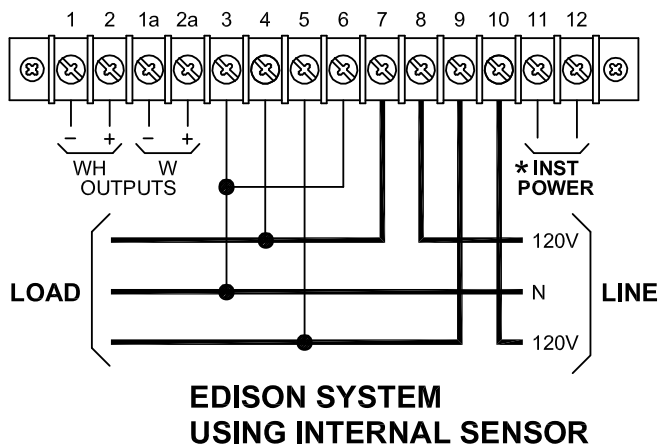 1 2 1a 2a 3 4 5 6 7 8 9 10 11 12
− + − +
WH W
OUTPUTS
* INST
POWER
120V
LOAD N LINE
120V
EDISON SYSTEM
USING INTERNAL SENSOR